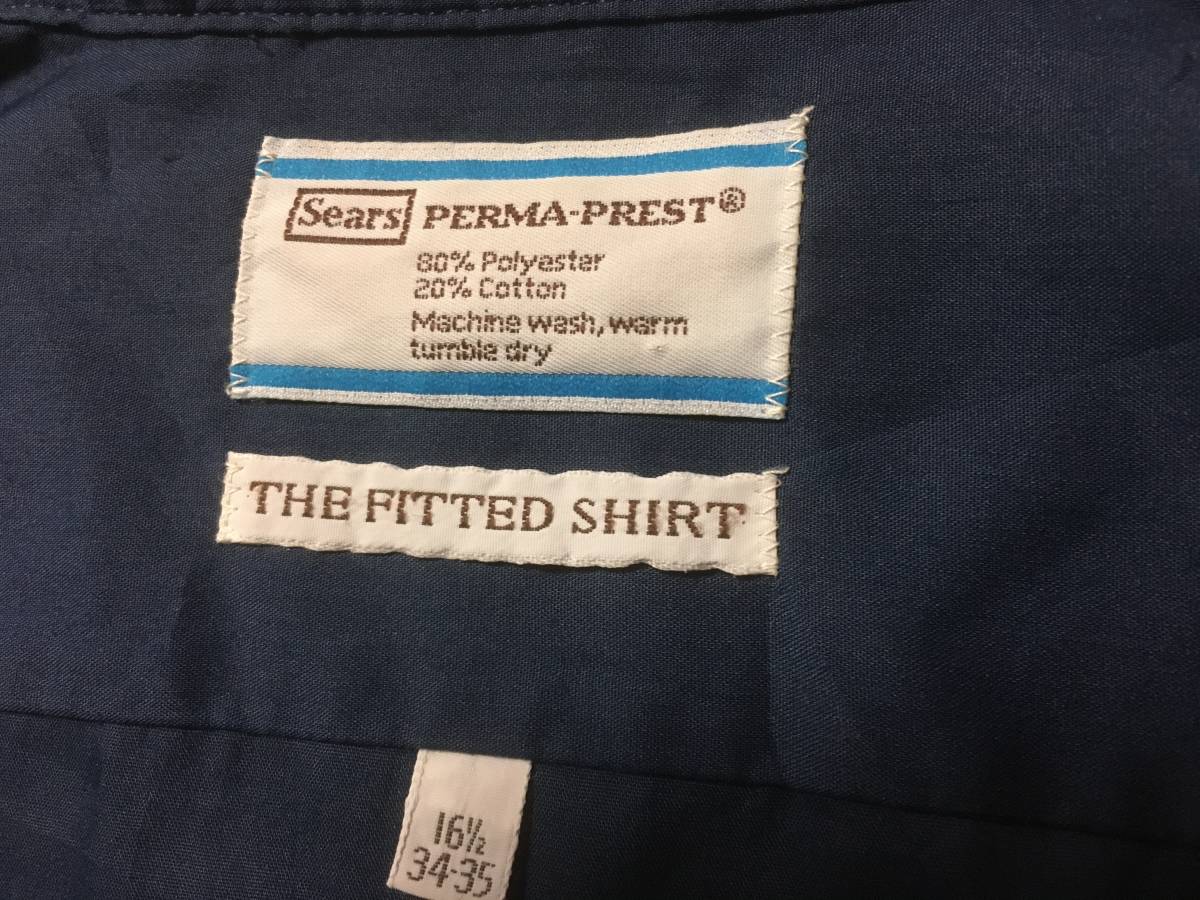 Sears PERMA-PREST®
80% Polyester
20% Cotton
Machine wash, warm
tumble dry
THE FITTED SHIRT
16½
34-35